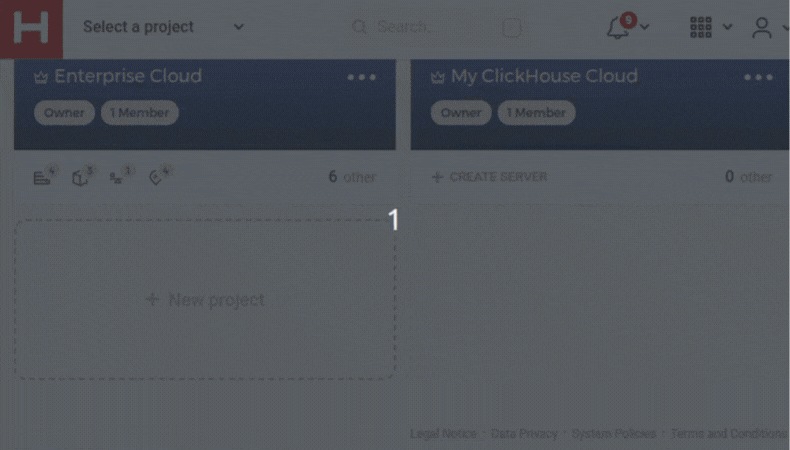 H Select a project Search... 9
Enterprise Cloud My ClickHouse Cloud
Owner 1 Member Owner 1 Member
6 other + CREATE SERVER 0 other
1
+ New project
Legal Notice · Data Privacy · System Policies · Terms and Conditions